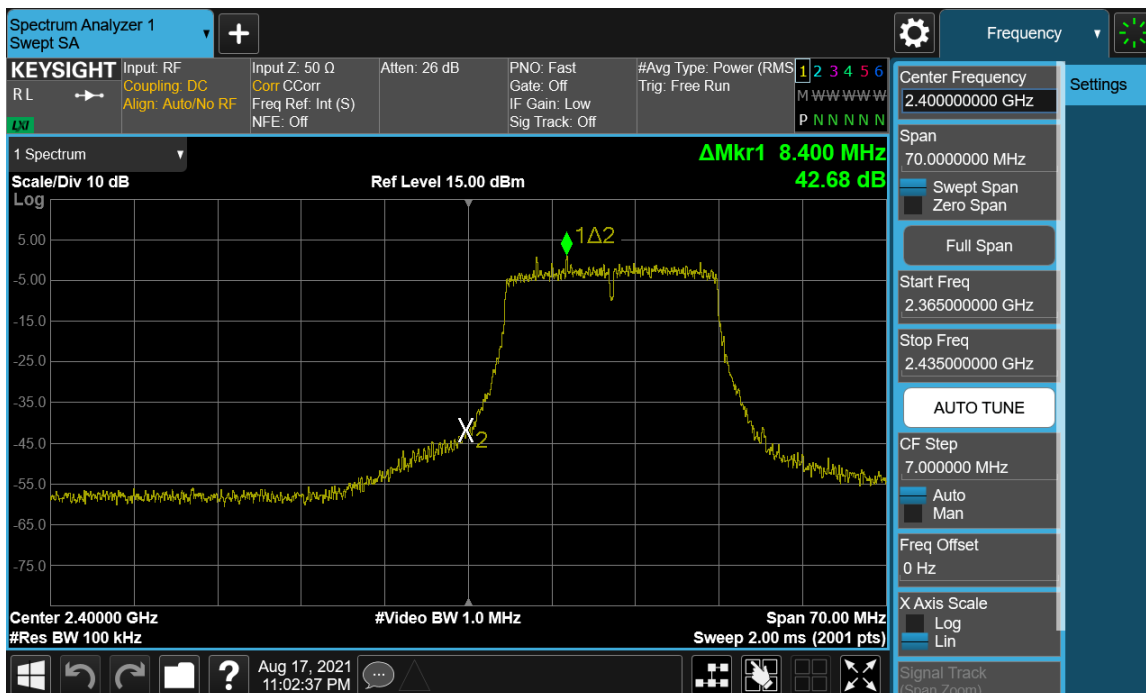 Spectrum Analyzer 1
Swept SA
+
Frequency
KEYSIGHT
R L
LXI
Input: RF
Coupling: DC
Align: Auto/No RF
Input Z: 50 Ω
Corr CCorr
Freq Ref: Int (S)
NFE: Off
Atten: 26 dB
PNO: Fast
Gate: Off
IF Gain: Low
Sig Track: Off
#Avg Type: Power (RMS
Trig: Free Run
1 2 3 4 5 6
M W W W W W
P N N N N N
1 Spectrum
Scale/Div 10 dB
Ref Level 15.00 dBm
ΔMkr1 8.400 MHz
42.68 dB
Log
5.00
-5.00
-15.0
-25.0
-35.0
-45.0
-55.0
-65.0
-75.0
1Δ2
X2
Center 2.40000 GHz
#Video BW 1.0 MHz
Span 70.00 MHz
#Res BW 100 kHz
Sweep 2.00 ms (2001 pts)
?
Aug 17, 2021
11:02:37 PM
Settings
Center Frequency
2.400000000 GHz
Span
70.0000000 MHz
Swept Span
Zero Span
Full Span
Start Freq
2.365000000 GHz
Stop Freq
2.435000000 GHz
AUTO TUNE
CF Step
7.000000 MHz
Auto
Man
Freq Offset
0 Hz
X Axis Scale
Log
Lin
Signal Track
(Span Zoom)